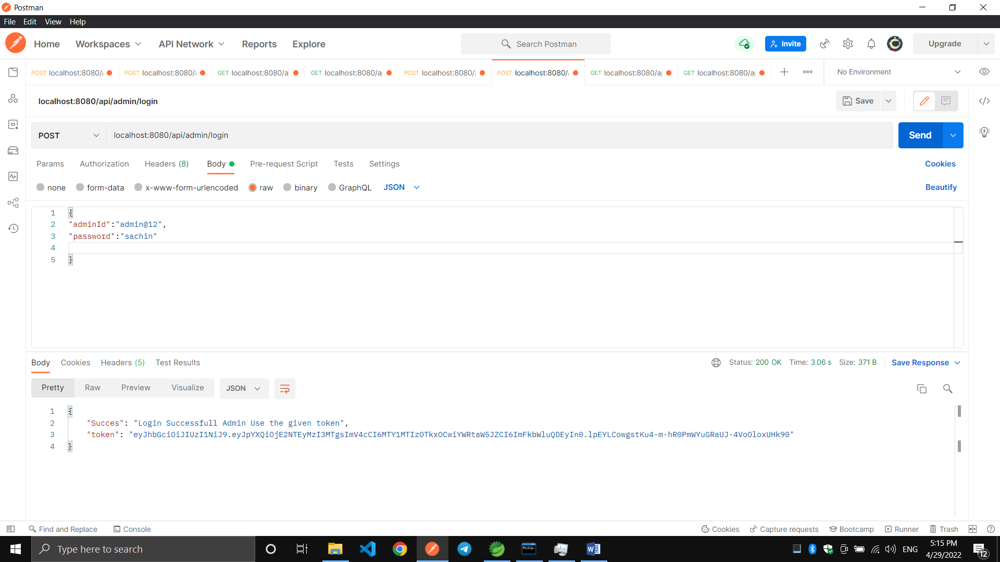 Postman
File Edit View Help
Home Workspaces API Network Reports Explore Search Postman Invite Upgrade
POST localhost:8080/a POST localhost:8080/a GET localhost:8080/ap GET localhost:8080/ap POST localhost:8080/a POST localhost:8080/a GET localhost:8080/ap GET localhost:8080/ap No Environment
localhost:8080/api/admin/login Save
POST localhost:8080/api/admin/login Send
Params Authorization Headers (8) Body Pre-request Script Tests Settings Cookies
none form-data x-www-form-urlencoded raw binary GraphQL JSON Beautify
1 {
2 "adminId":"admin@12",
3 "password":"sachin"
4
5 }
Body Cookies Headers (5) Test Results Status: 200 OK Time: 3.06 s Size: 371 B Save Response
Pretty Raw Preview Visualize JSON
1 {
2 "Succes": "Login Successfull Admin Use the given token",
3 "token": "eyJhbGciOiJIUzI1NiJ9.eyJpYXQiOjE2NTEyMzI3MTgsImV4cCI6MTY1MTIzOTkxOCwiYWRtaW5JZCI6ImFkbWluQDEyIn0.lpEYLCowgstKu4-m-hR0PmWYuGRaUJ-4VoOloxUHk90"
4 }
Find and Replace Console Cookies Capture requests Bootcamp Runner Trash
Type here to search ENG 5:15 PM
4/29/2022 12